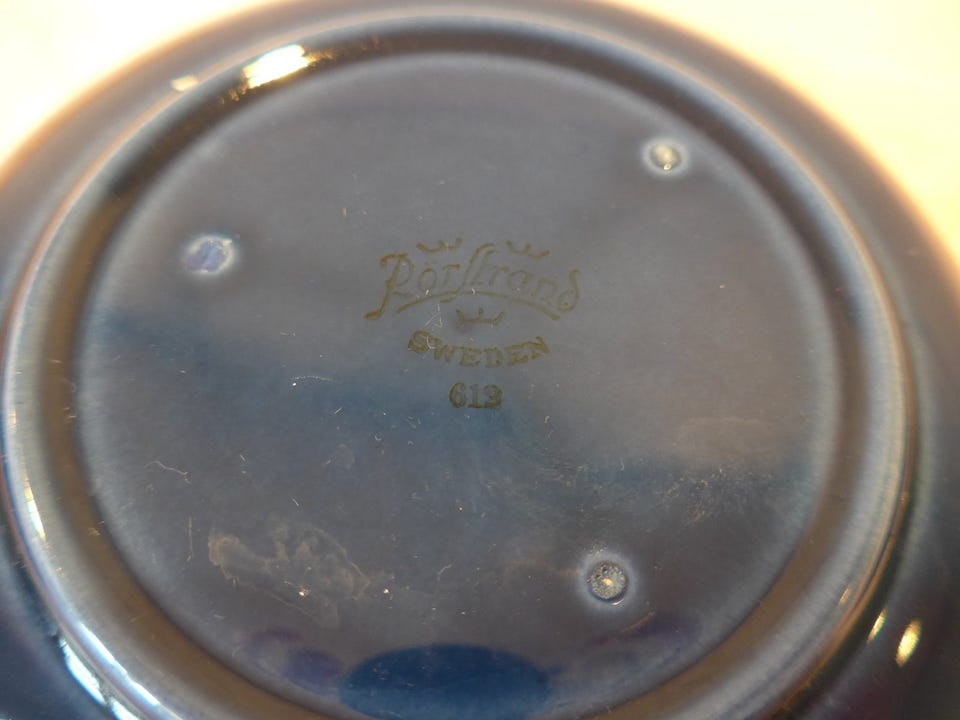 Rörstrand
SWEDEN
612